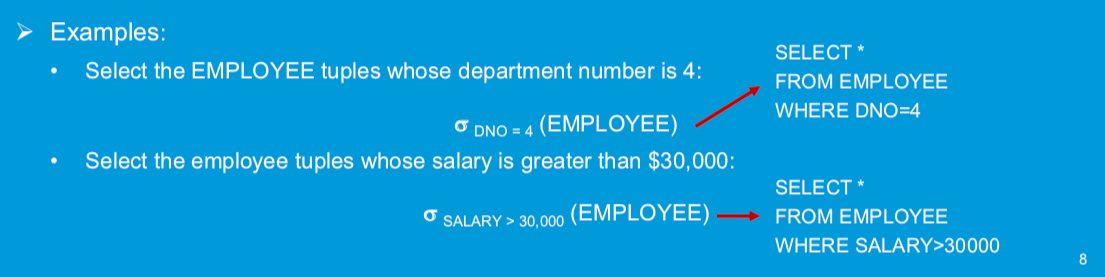 ➢ Examples:
• Select the EMPLOYEE tuples whose department number is 4:
σ DNO = 4 (EMPLOYEE)
SELECT *
FROM EMPLOYEE
WHERE DNO=4
• Select the employee tuples whose salary is greater than $30,000:
σ SALARY > 30,000 (EMPLOYEE)
SELECT *
FROM EMPLOYEE
WHERE SALARY>30000
8